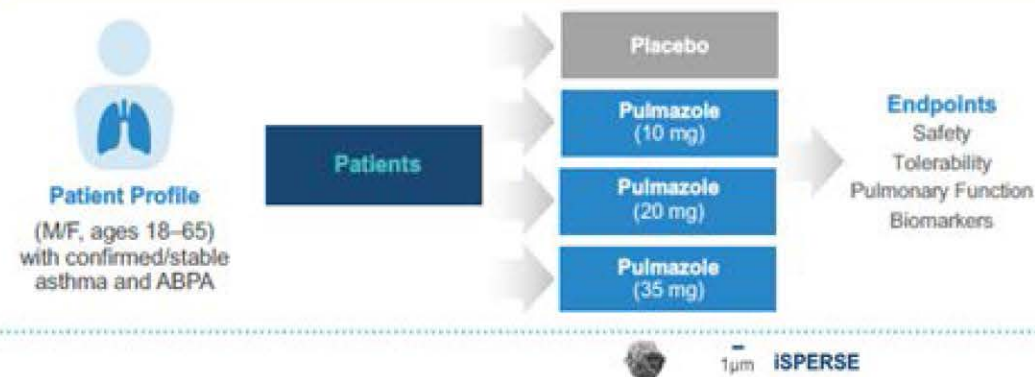 Patient Profile
(M/F, ages 18–65)
with confirmed/stable
asthma and ABPA
Patients
Placebo
Pulmazole
(10 mg)
Pulmazole
(20 mg)
Pulmazole
(35 mg)
Endpoints
Safety
Tolerability
Pulmonary Function
Biomarkers
1μm iSPERSE